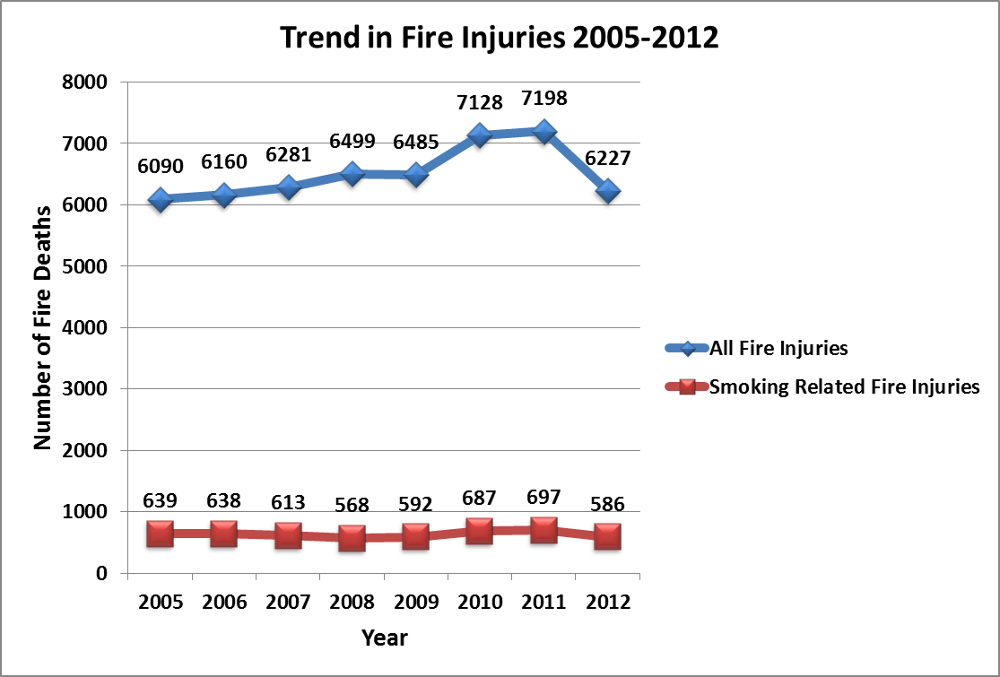 Trend in Fire Injuries 2005-2012
Number of Fire Deaths
8000
7000
6000
5000
4000
3000
2000
1000
0
6090 6160 6281 6499 6485 7128 7198 6227
639 638 613 568 592 687 697 586
2005 2006 2007 2008 2009 2010 2011 2012
Year
All Fire Injuries
Smoking Related Fire Injuries